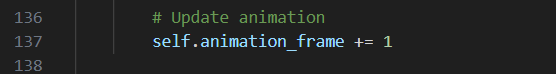 136 # Update animation
137 self.animation_frame += 1
138